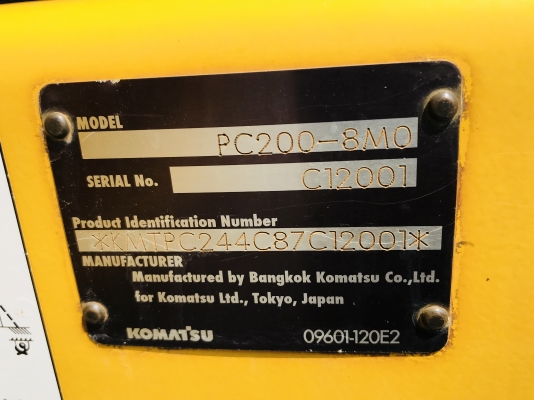 MODEL PC200-8M0
SERIAL No. C12001
Product Identification Number
*KMTPC244C87C12001*
MANUFACTURER
Manufactured by Bangkok Komatsu Co.,Ltd.
for Komatsu Ltd., Tokyo, Japan
KOMATSU 09601-120E2